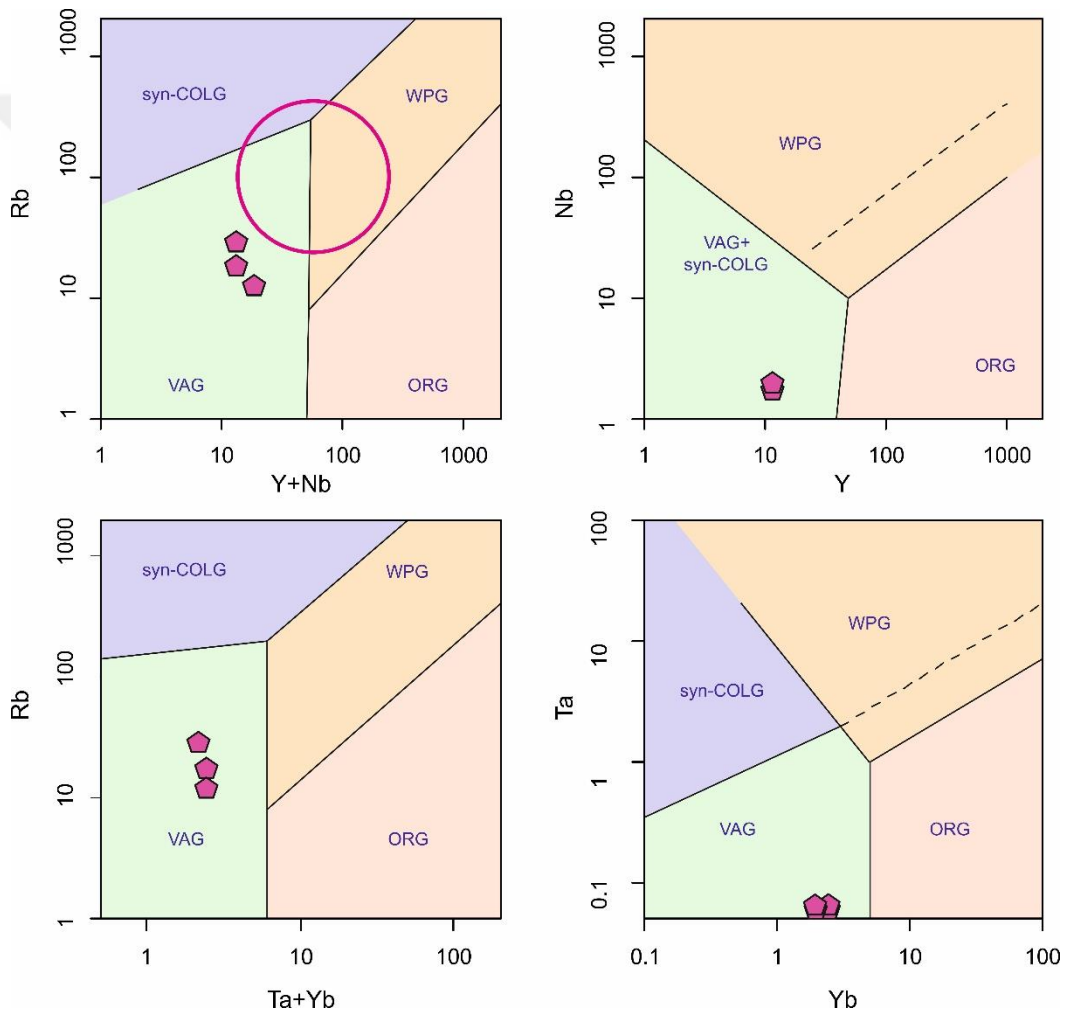 1000
100
10
1
Rb
syn-COLG
WPG
VAG
ORG
1
10
100
1000
Y+Nb
1000
100
10
1
Nb
WPG
VAG+
syn-COLG
ORG
1
10
100
1000
Y
1000
100
10
1
Rb
syn-COLG
WPG
VAG
ORG
1
10
100
Ta+Yb
100
10
1
0.1
Ta
WPG
syn-COLG
VAG
ORG
0.1
1
10
100
Yb